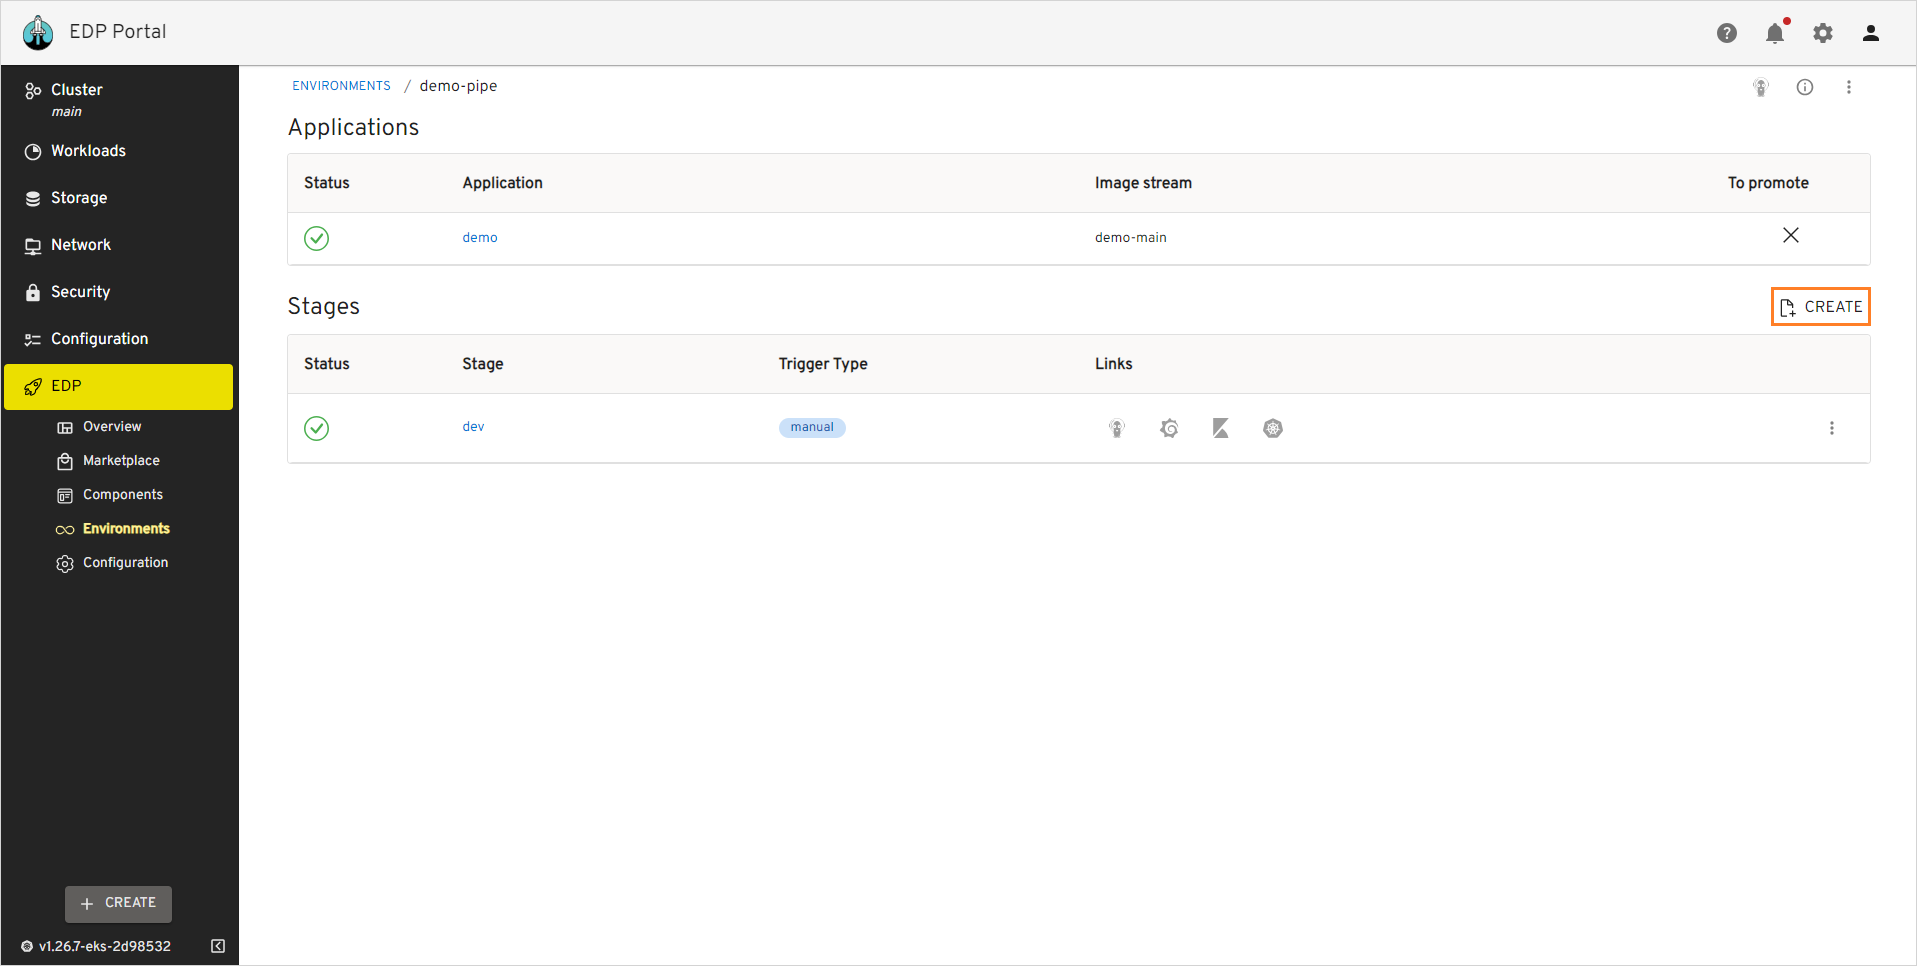 EDP Portal
Cluster
main
Workloads
Storage
Network
Security
Configuration
EDP
Overview
Marketplace
Components
Environments
Configuration
+ CREATE
v1.26.7-eks-2d98532
ENVIRONMENTS / demo-pipe
Applications
Status Application Image stream To promote
demo demo-main
Stages
CREATE
Status Stage Trigger Type Links
dev manual